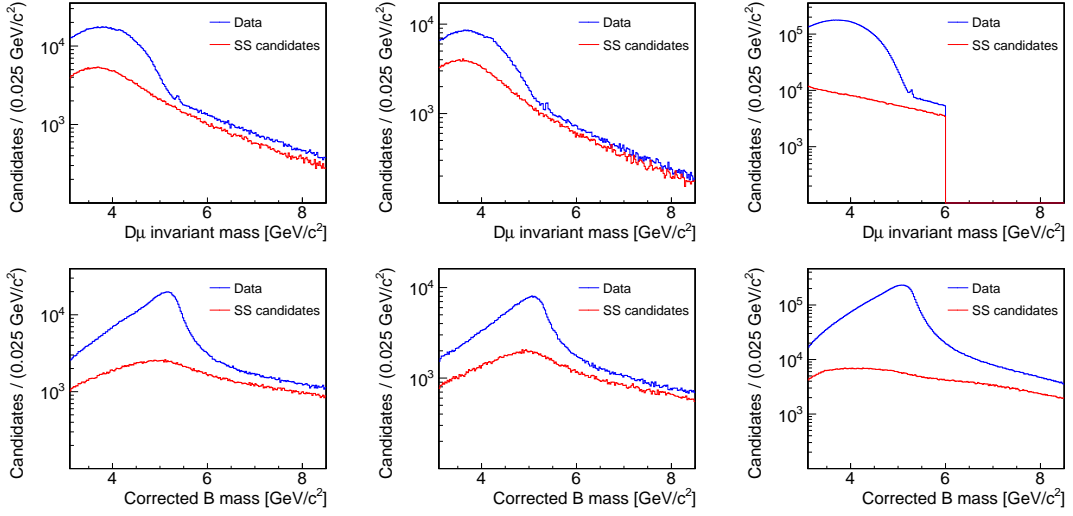 Candidates / (0.025 GeV/c²)
10⁴
10³
Data
SS candidates
4
6
8
Dμ invariant mass [GeV/c²]
Candidates / (0.025 GeV/c²)
10⁴
10³
Data
SS candidates
4
6
8
Dμ invariant mass [GeV/c²]
Candidates / (0.025 GeV/c²)
10⁵
10⁴
10³
Data
SS candidates
4
6
8
Dμ invariant mass [GeV/c²]
Candidates / (0.025 GeV/c²)
10⁴
10³
Data
SS candidates
4
6
8
Corrected B mass [GeV/c²]
Candidates / (0.025 GeV/c²)
10⁴
10³
Data
SS candidates
4
6
8
Corrected B mass [GeV/c²]
Candidates / (0.025 GeV/c²)
10⁵
10⁴
10³
Data
SS candidates
4
6
8
Corrected B mass [GeV/c²]